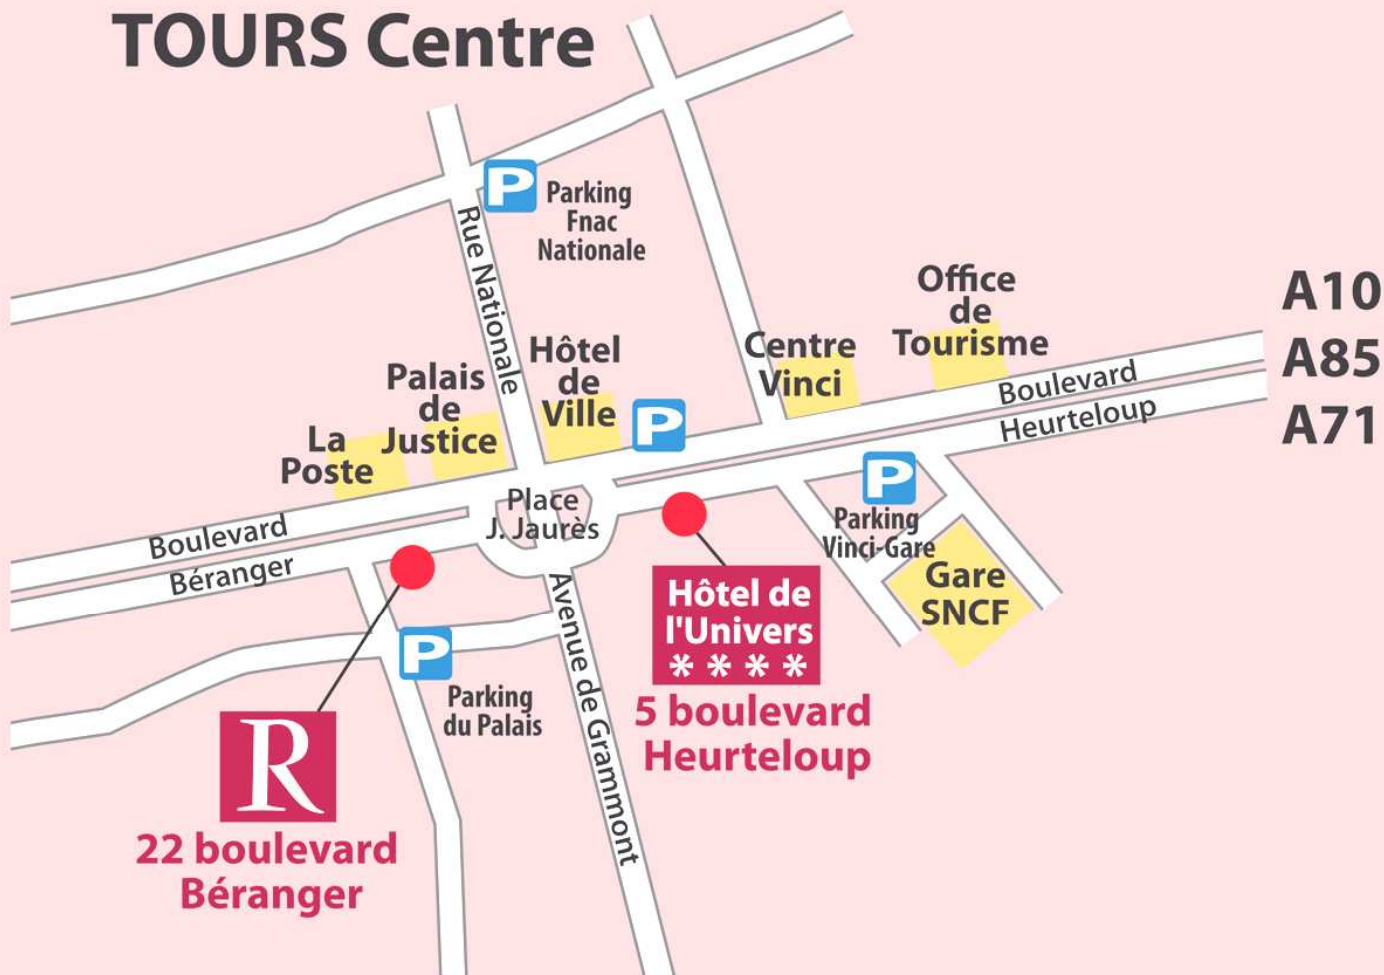 TOURS Centre
P
Parking
Fnac
Nationale
Rue Nationale
Office
de
Tourisme
A10
A85
A71
Centre
Vinci
Hôtel
de
Ville
P
Palais
de
Justice
La
Poste
Boulevard
Heurteloup
Place
J. Jaurès
Boulevard
Béranger
P
Parking
Vinci-Gare
Gare
SNCF
Hôtel de
l'Univers
* * * *
5 boulevard
Heurteloup
Avenue de Grammont
P
Parking
du Palais
R
22 boulevard
Béranger